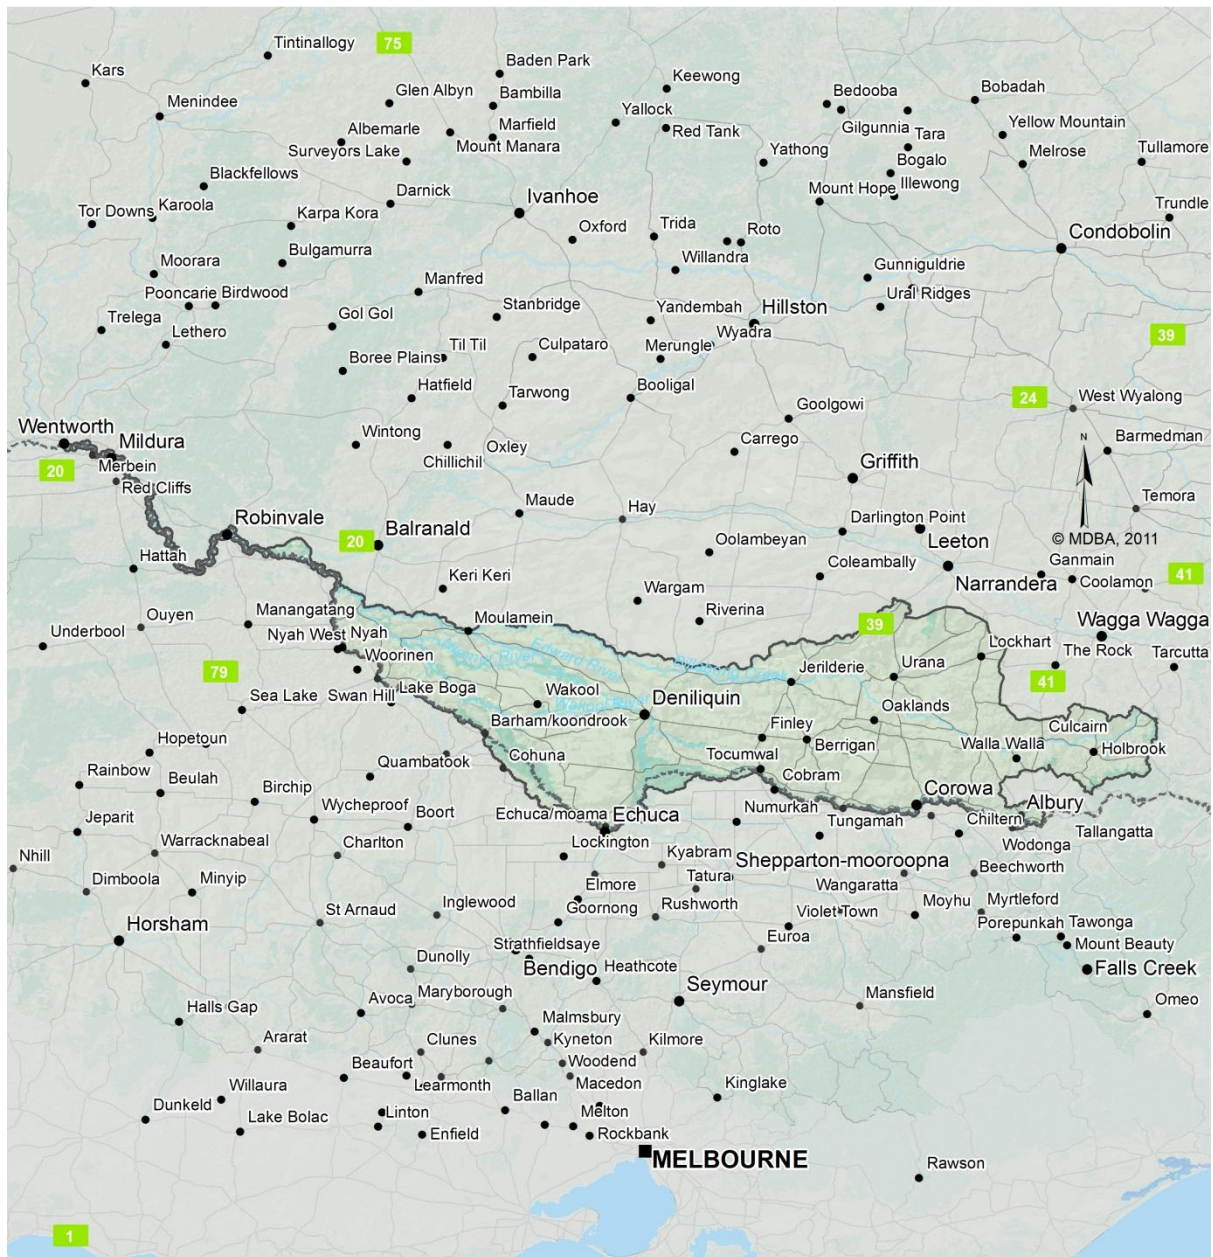 Tintinallogy
75
Baden Park
Kars
Keewong
Glen Albyn
Bambilla
Bedooba
Bobadah
Menindee
Yallock
Albemarle
Marfield
Red Tank
Gilgunnia
Tara
Yellow Mountain
Surveyors Lake
Mount Manara
Yathong
Bogalo
Melrose
Tullamore
Blackfellows
Darnick
Ivanhoe
Mount Hope
Illewong
Tor Downs
Karoola
Karpa Kora
Oxford
Trida
Roto
Trundle
Condobolin
Moorara
Bulgamurra
Willandra
Gunniguldrie
Manfred
Pooncarie
Birdwood
Stanbridge
Yandembah
Hillston
Ural Ridges
Trelega
Lethero
Gol Gol
Wyadra
39
Boree Plains
Til Til
Culpataro
Merungle
Hatfield
Tarwong
Booligal
24
West Wyalong
Goolgowi
Wentworth
Mildura
Wintong
Oxley
Carrego
N
Barmedman
20
Merbein
Chillichil
Griffith
Red Cliffs
Maude
Hay
Temora
Robinvale
Balranald
20
Darlington Point
Leeton
© MDBA, 2011
Hattah
Oolambeyan
Ganmain
Keri Keri
Coleambally
Narrandera
Coolamon
41
Wargam
Ouyen
Manangatang
Moulamein
Riverina
39
Wagga Wagga
Underbool
Nyah West
Nyah
Edward River
Billabong Creek
Lockhart
The Rock
Tarcutta
79
Woorinen
Jerilderie
Urana
41
Sea Lake
Swan Hill
Lake Boga
Wakool
Deniliquin
Oaklands
Barham/koondrook
Finley
Culcairn
Hopetoun
Cohuna
Tocumwal
Berrigan
Walla Walla
Holbrook
Rainbow
Beulah
Quambatook
Cobram
Birchip
Wycheproof
Boort
Echuca/moama
Echuca
Numurkah
Corowa
Albury
Jeparit
Tungamah
Chiltern
Tallangatta
Warracknabeal
Charlton
Lockington
Wodonga
Nhill
Kyabram
Shepparton-mooroopna
Beechworth
Dimboola
Minyip
Elmore
Tatura
Wangaratta
Horsham
St Arnaud
Inglewood
Goornong
Rushworth
Violet Town
Moyhu
Myrtleford
Porepunkah
Tawonga
Strathfieldsaye
Euroa
Mount Beauty
Dunolly
Bendigo
Heathcote
Falls Creek
Halls Gap
Avoca
Maryborough
Seymour
Mansfield
Omeo
Ararat
Clunes
Malmsbury
Kyneton
Kilmore
Beaufort
Woodend
Willaura
Learmonth
Macedon
Kinglake
Dunkeld
Lake Bolac
Linton
Ballan
Melton
Enfield
Rockbank
MELBOURNE
Rawson
1